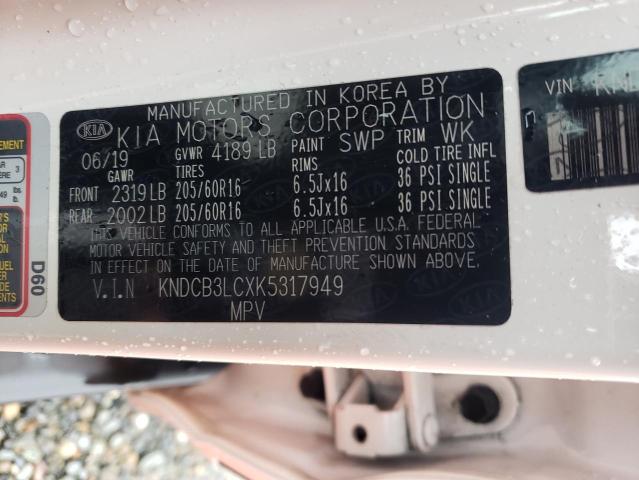 MANUFACTURED IN KOREA BY
KIA KIA MOTORS CORPORATION
06/19 GVWR 4189 LB PAINT SWP TRIM WK
GAWR TIRES RIMS COLD TIRE INFL
FRONT 2319 LB 205/60R16 6.5Jx16 36 PSI SINGLE
REAR 2002 LB 205/60R16 6.5Jx16 36 PSI SINGLE
THIS VEHICLE CONFORMS TO ALL APPLICABLE U.S.A. FEDERAL
MOTOR VEHICLE SAFETY AND THEFT PREVENTION STANDARDS
IN EFFECT ON THE DATE OF MANUFACTURE SHOWN ABOVE.
V.I.N KNDCB3LCXK5317949
MPV
D60
VIN